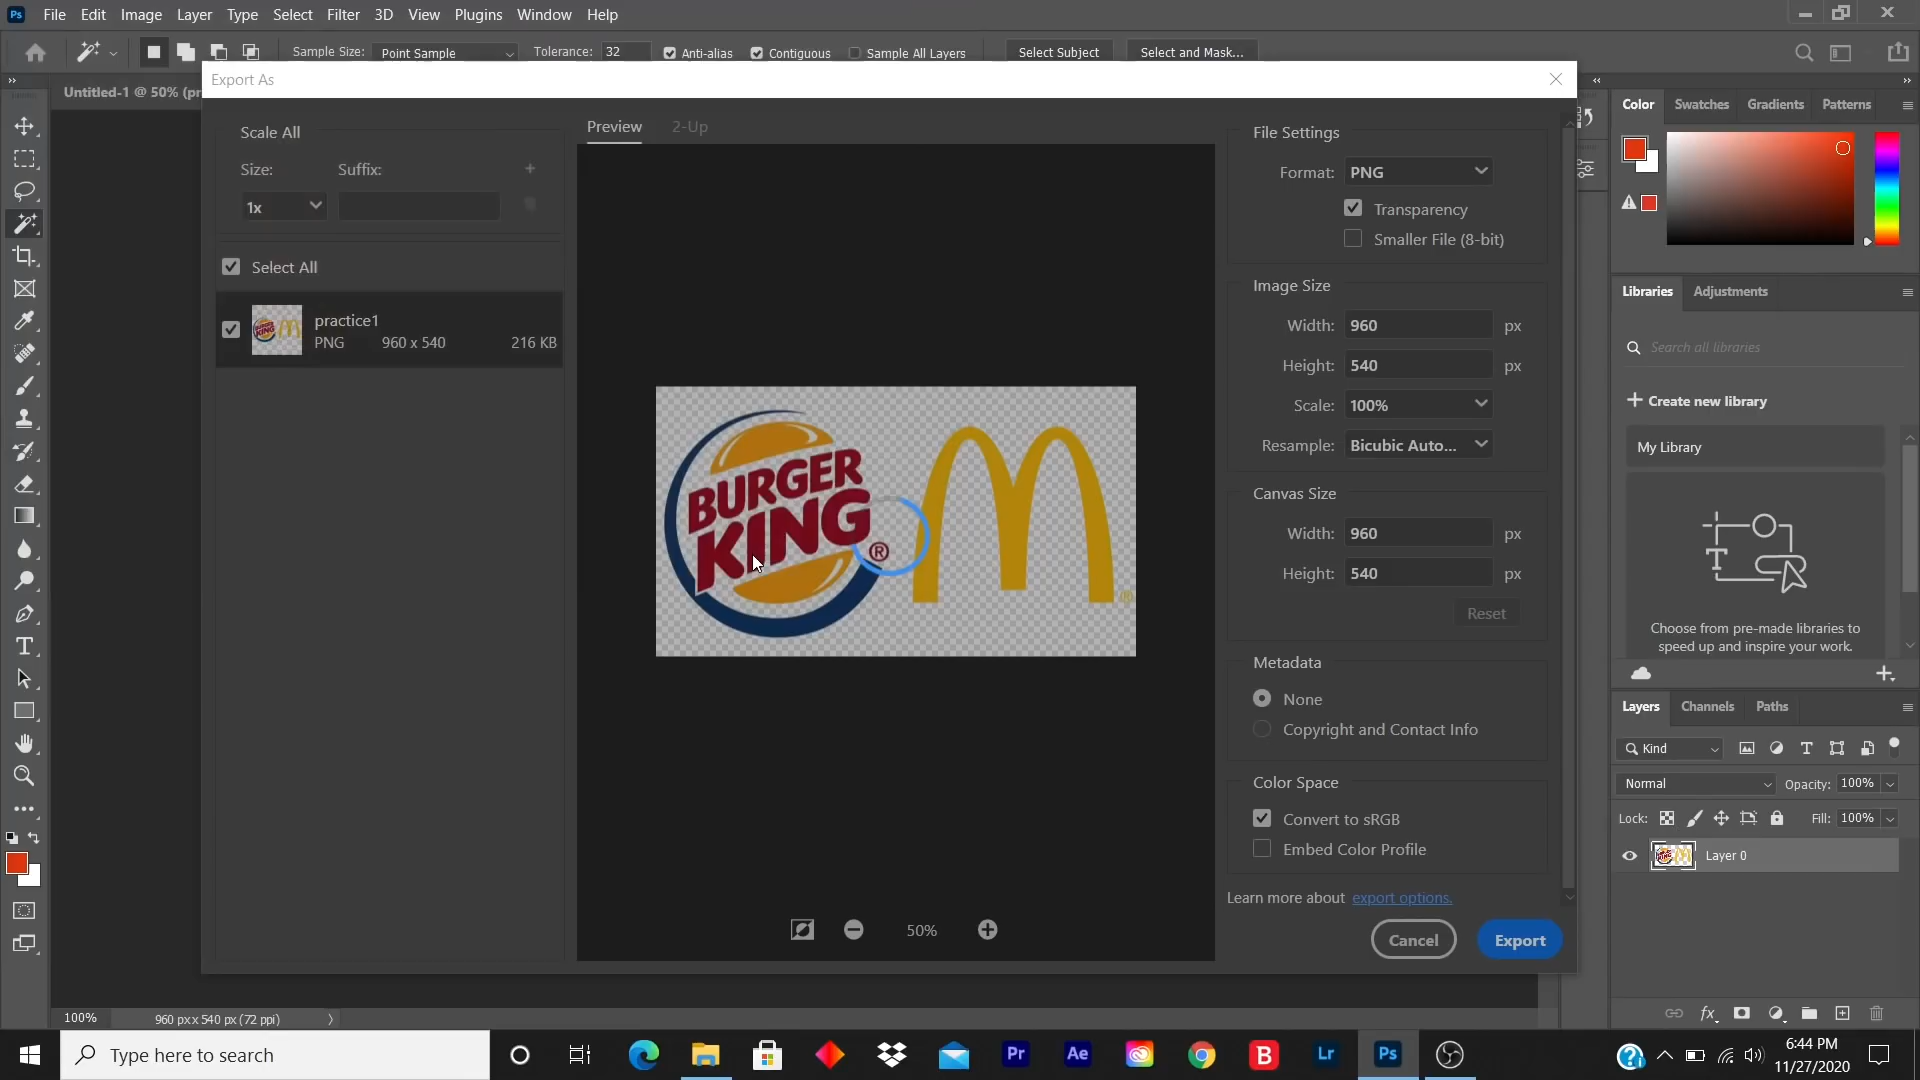 Ps File Edit Image Layer Type Select Filter 3D View Plugins Window Help
Sample Size: Point Sample Tolerance: 32 Anti-alias Contiguous Sample All Layers Select Subject Select and Mask...
Untitled-1 @ 50% (pr
Export As
Scale All
Size: Suffix:
1x
Select All
practice1
PNG 960 x 540 216 KB
Preview 2-Up
BURGER
KING
®
M
®
50%
File Settings
Format: PNG
Transparency
Smaller File (8-bit)
Image Size
Width: 960 px
Height: 540 px
Scale: 100%
Resample: Bicubic Auto...
Canvas Size
Width: 960 px
Height: 540 px
Reset
Metadata
None
Copyright and Contact Info
Color Space
Convert to sRGB
Embed Color Profile
Learn more about export options.
Cancel Export
Color Swatches Gradients Patterns
Libraries Adjustments
Search all libraries
+ Create new library
My Library
T
Choose from pre-made libraries to
speed up and inspire your work.
Layers Channels Paths
Kind
Normal Opacity: 100%
Lock: Fill: 100%
Layer 0
fx
100% 960 px x 540 px (72 ppi)
Type here to search
Pr Ae B Lr Ps
6:44 PM
11/27/2020